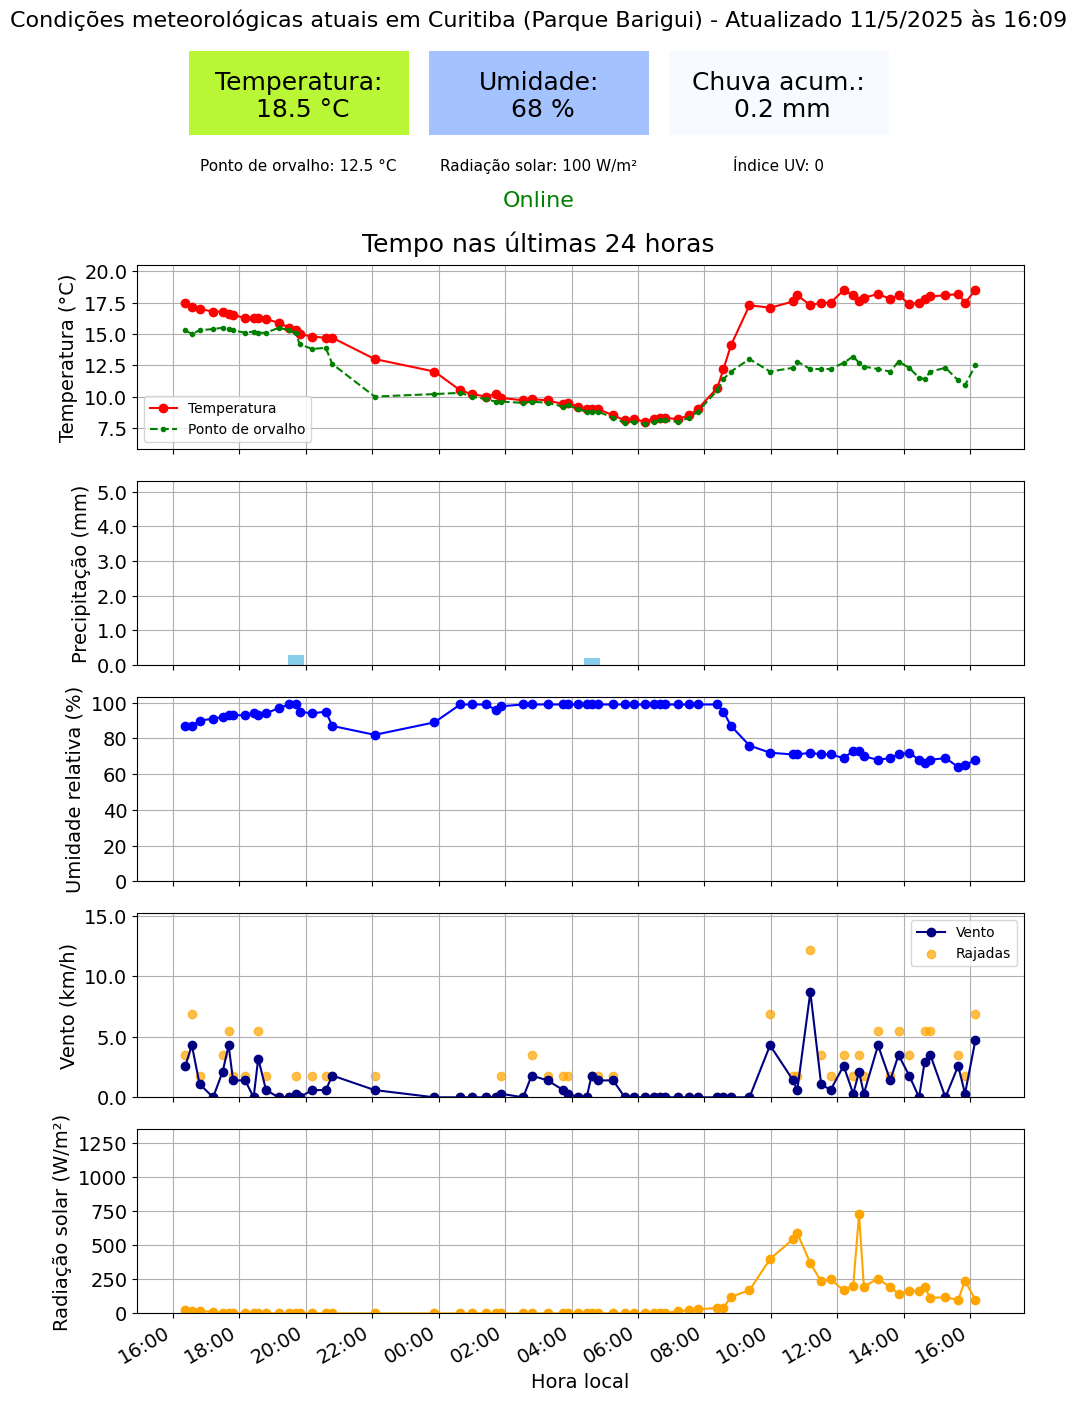 Condições meteorológicas atuais em Curitiba (Parque Barigui) - Atualizado 11/5/2025 às 16:09
Temperatura:
18.5 °C
Umidade:
68 %
Chuva acum.:
0.2 mm
Ponto de orvalho: 12.5 °C
Radiação solar: 100 W/m²
Índice UV: 0
Online
Tempo nas últimas 24 horas
Temperatura (°C)
20.0
17.5
15.0
12.5
10.0
7.5
Temperatura
Ponto de orvalho
Precipitação (mm)
5.0
4.0
3.0
2.0
1.0
0.0
Umidade relativa (%)
100
80
60
40
20
0
Vento (km/h)
15.0
10.0
5.0
0.0
Vento
Rajadas
Radiação solar (W/m²)
1250
1000
750
500
250
0
16:00
18:00
20:00
22:00
00:00
02:00
04:00
06:00
08:00
10:00
12:00
14:00
16:00
Hora local